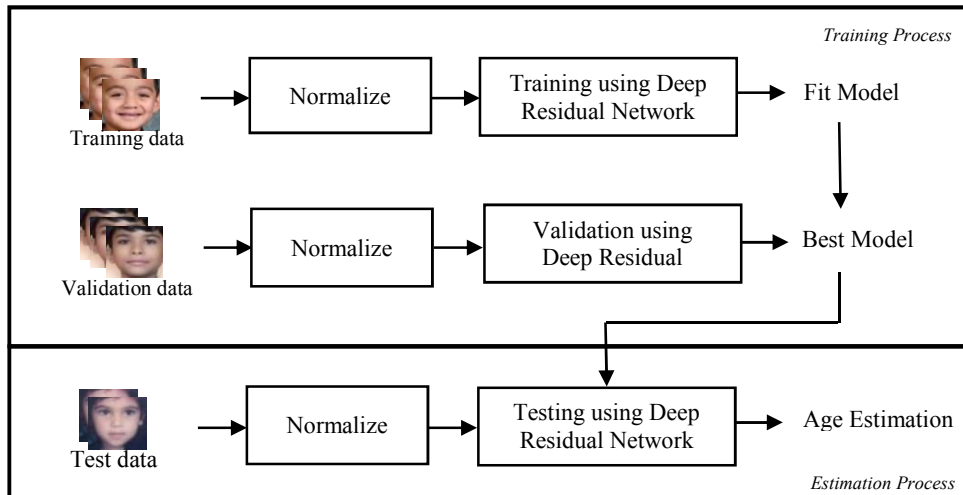 Training Process
Training data
Normalize
Training using Deep
Residual Network
Fit Model
Validation data
Normalize
Validation using
Deep Residual
Best Model
Test data
Normalize
Testing using Deep
Residual Network
Age Estimation
Estimation Process